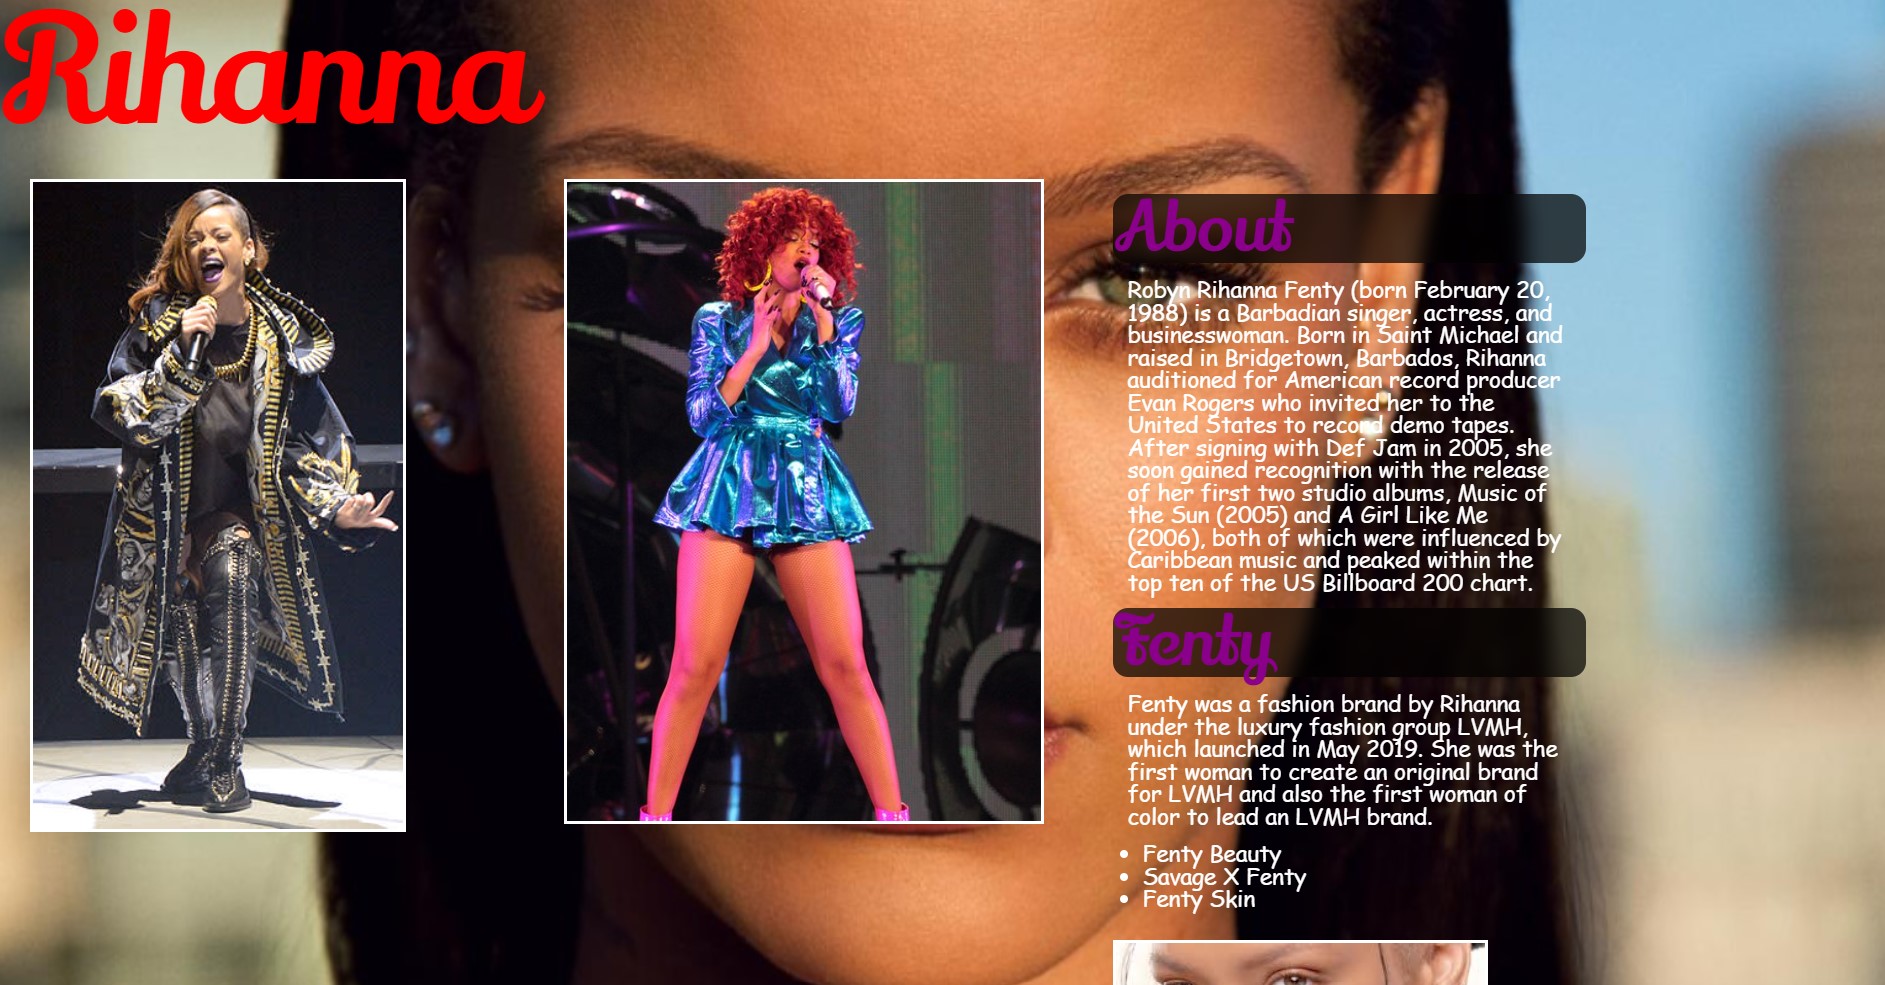 Rihanna
About
Robyn Rihanna Fenty (born February 20,
1988) is a Barbadian singer, actress, and
businesswoman. Born in Saint Michael and
raised in Bridgetown, Barbados, Rihanna
auditioned for American record producer
Evan Rogers who invited her to the
United States to record demo tapes.
After signing with Def Jam in 2005, she
soon gained recognition with the release
of her first two studio albums, Music of
the Sun (2005) and A Girl Like Me
(2006), both of which were influenced by
Caribbean music and peaked within the
top ten of the US Billboard 200 chart.
Fenty
Fenty was a fashion brand by Rihanna
under the luxury fashion group LVMH,
which launched in May 2019. She was the
first woman to create an original brand
for LVMH and also the first woman of
color to lead an LVMH brand.
• Fenty Beauty
• Savage X Fenty
• Fenty Skin